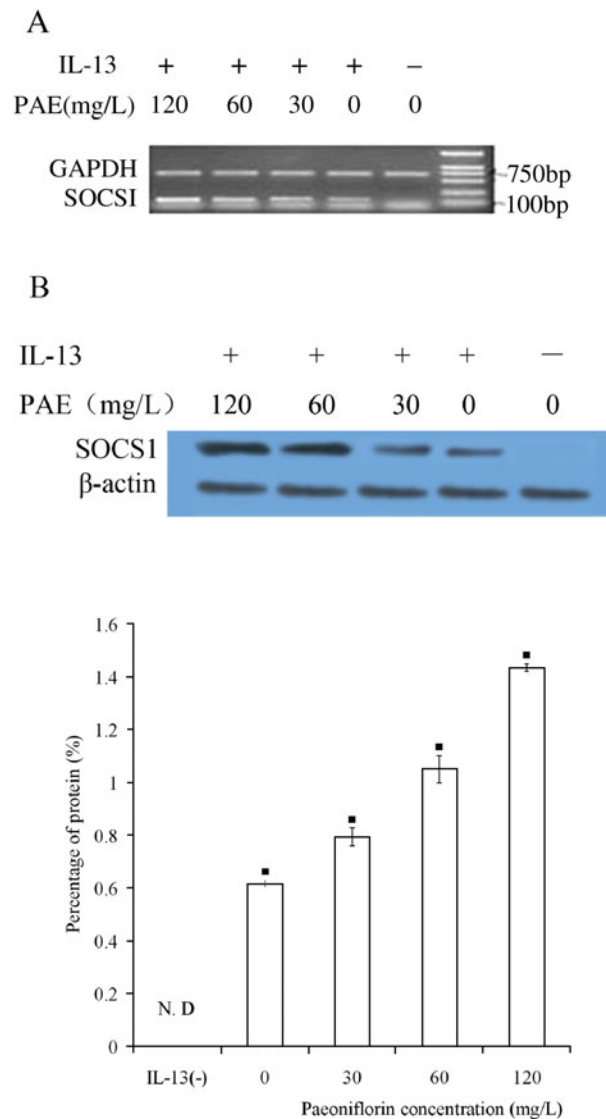 A
IL-13 + + + + −
PAE(mg/L) 120 60 30 0 0
GAPDH
750bp
SOCSI
100bp
B
IL-13 + + + + —
PAE（mg/L） 120 60 30 0 0
SOCS1
β-actin
1.6
1.4
1.2
1
0.8
0.6
0.4
0.2
0
Percentage of protein (%)
N. D
IL-13(-) 0 30 60 120
Paeoniflorin concentration (mg/L)